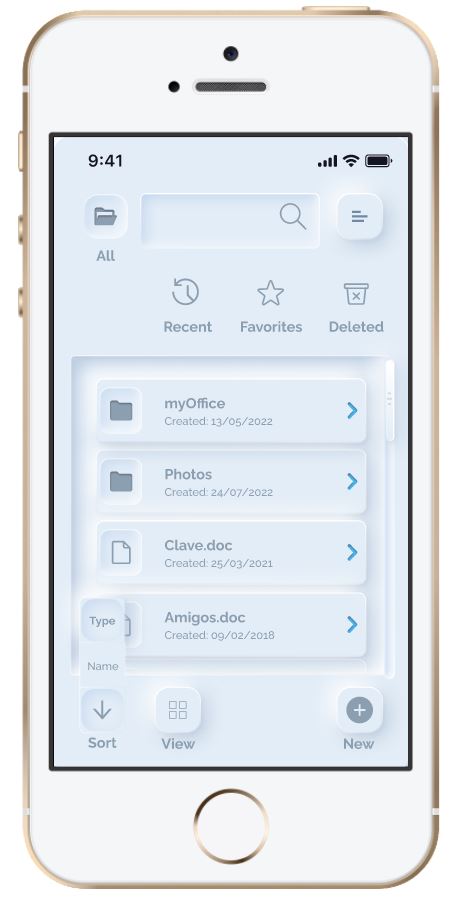 9:41
All
Recent Favorites Deleted
myOffice
Created: 13/05/2022
Photos
Created: 24/07/2022
Clave.doc
Created: 25/03/2021
Amigos.doc
Created: 09/02/2018
Type
Name
Sort View New